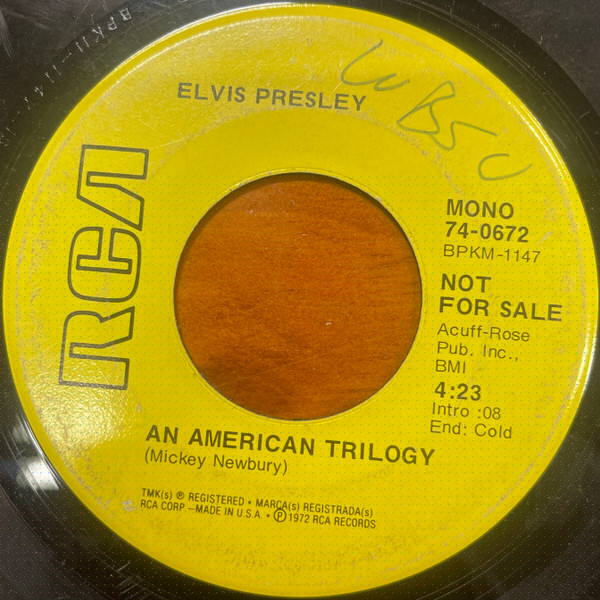 ELVIS PRESLEY
WBSU
RCA
MONO
74-0672
BPKM-1147
NOT
FOR SALE
Acuff-Rose
Pub. Inc.,
BMI
4:23
Intro :08
End: Cold
AN AMERICAN TRILOGY
(Mickey Newbury)
TMK(s) ® REGISTERED • MARCA(s) REGISTRADA(s)
RCA CORP.—MADE IN U.S.A. • Ⓟ 1972 RCA RECORDS